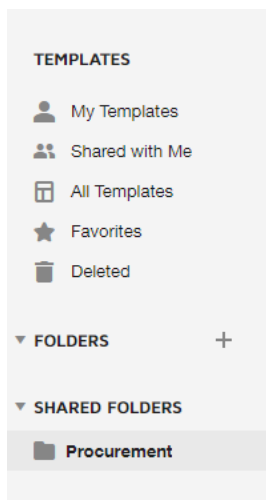 TEMPLATES
My Templates
Shared with Me
All Templates
Favorites
Deleted
FOLDERS
SHARED FOLDERS
Procurement